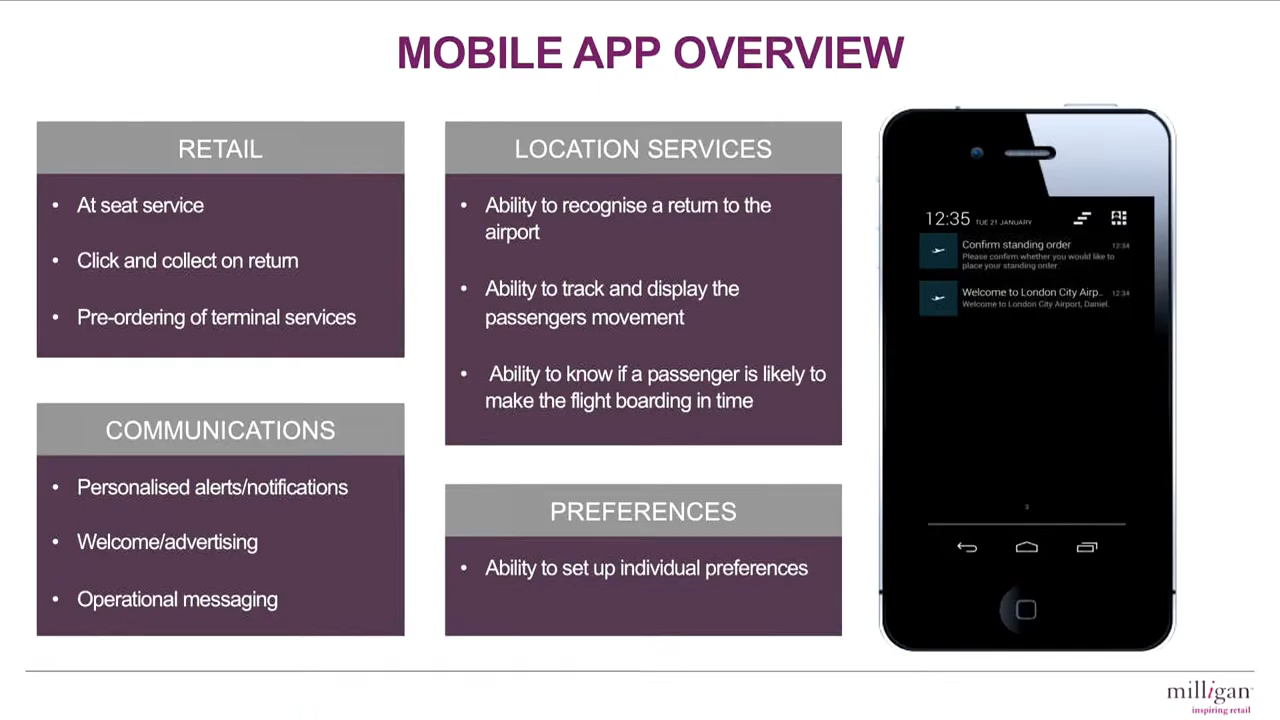 MOBILE APP OVERVIEW
RETAIL
• At seat service
• Click and collect on return
• Pre-ordering of terminal services
COMMUNICATIONS
• Personalised alerts/notifications
• Welcome/advertising
• Operational messaging
LOCATION SERVICES
• Ability to recognise a return to the
airport
• Ability to track and display the
passengers movement
• Ability to know if a passenger is likely to
make the flight boarding in time
PREFERENCES
• Ability to set up individual preferences
12:35 TUE 21 JANUARY
Confirm standing order 12:34
Please confirm whether you would like to
place your standing order.
Welcome to London City Airp.. 12:34
Welcome to London City Airport, Daniel.
3
milligan
inspiring retail